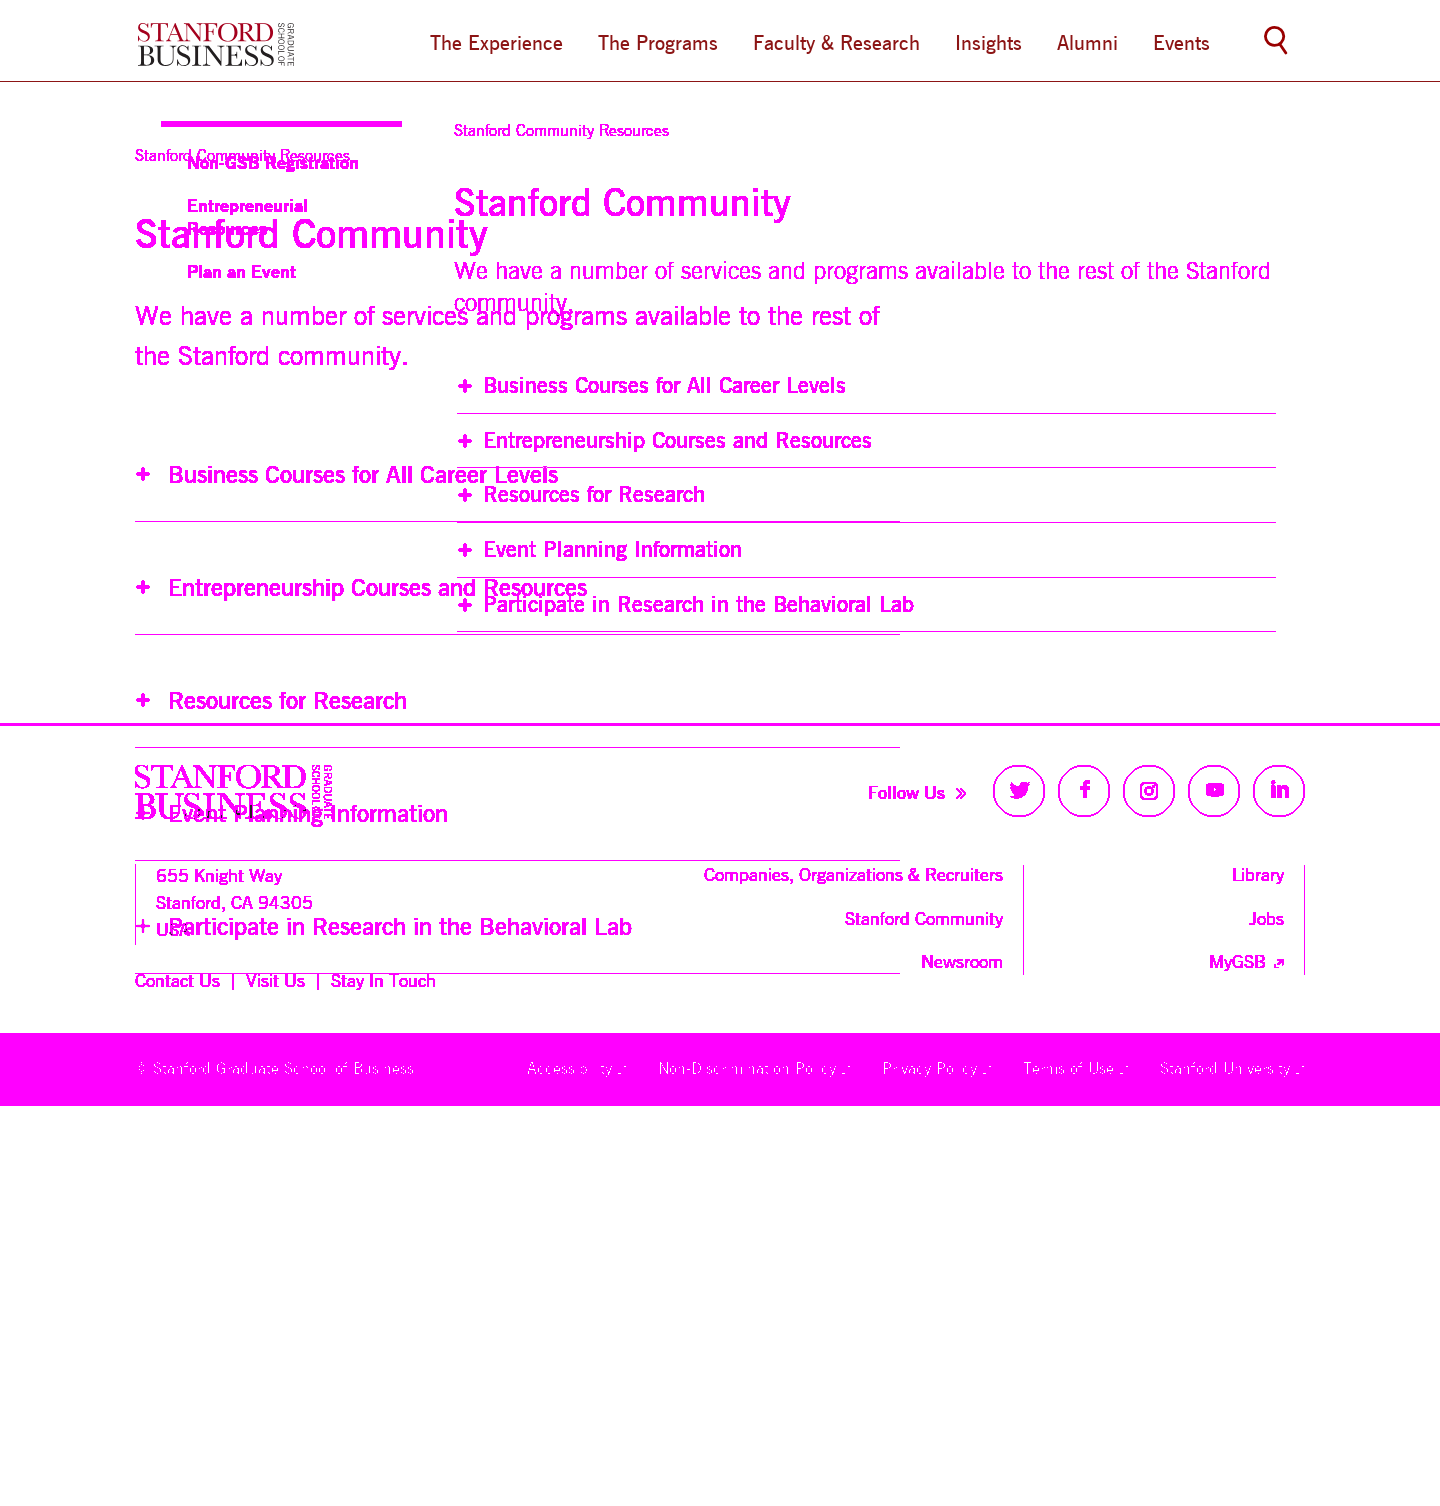 STANFORD
BUSINESS
GRADUATE
SCHOOL OF
The Experience
The Programs
Faculty & Research
Insights
Alumni
Events
Stanford Community Resources
Stanford Community Resources
Non-GSB Registration
Entrepreneurial
Resources
Plan an Event
Stanford Community
Stanford Community
We have a number of services and programs available to the rest of the Stanford
community.
We have a number of services and programs available to the rest of
the Stanford community.
+ Business Courses for All Career Levels
+ Entrepreneurship Courses and Resources
+ Resources for Research
+ Event Planning Information
+ Participate in Research in the Behavioral Lab
+ Business Courses for All Career Levels
+ Entrepreneurship Courses and Resources
+ Resources for Research
+ Event Planning Information
+ Participate in Research in the Behavioral Lab
STANFORD
BUSINESS
GRADUATE
SCHOOL OF
Follow Us »
655 Knight Way
Stanford, CA 94305
USA
Companies, Organizations & Recruiters
Stanford Community
Newsroom
Library
Jobs
MyGSB
Contact Us | Visit Us | Stay In Touch
© Stanford Graduate School of Business
Accessibility
Non-Discrimination Policy
Privacy Policy
Terms of Use
Stanford University